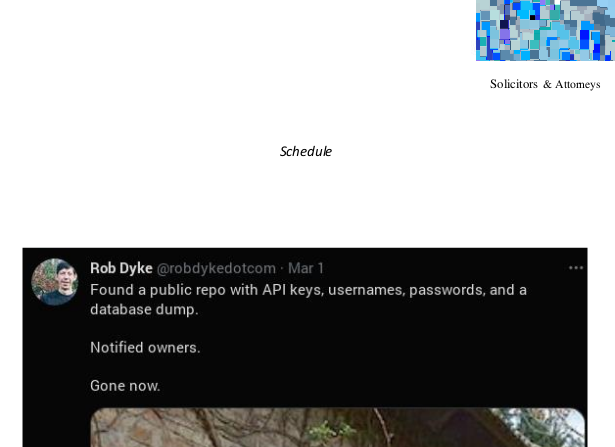 Solicitors & Attorneys
Schedule
Rob Dyke @robdykedotcom · Mar 1
Found a public repo with API keys, usernames, passwords, and a
database dump.
Notified owners.
Gone now.